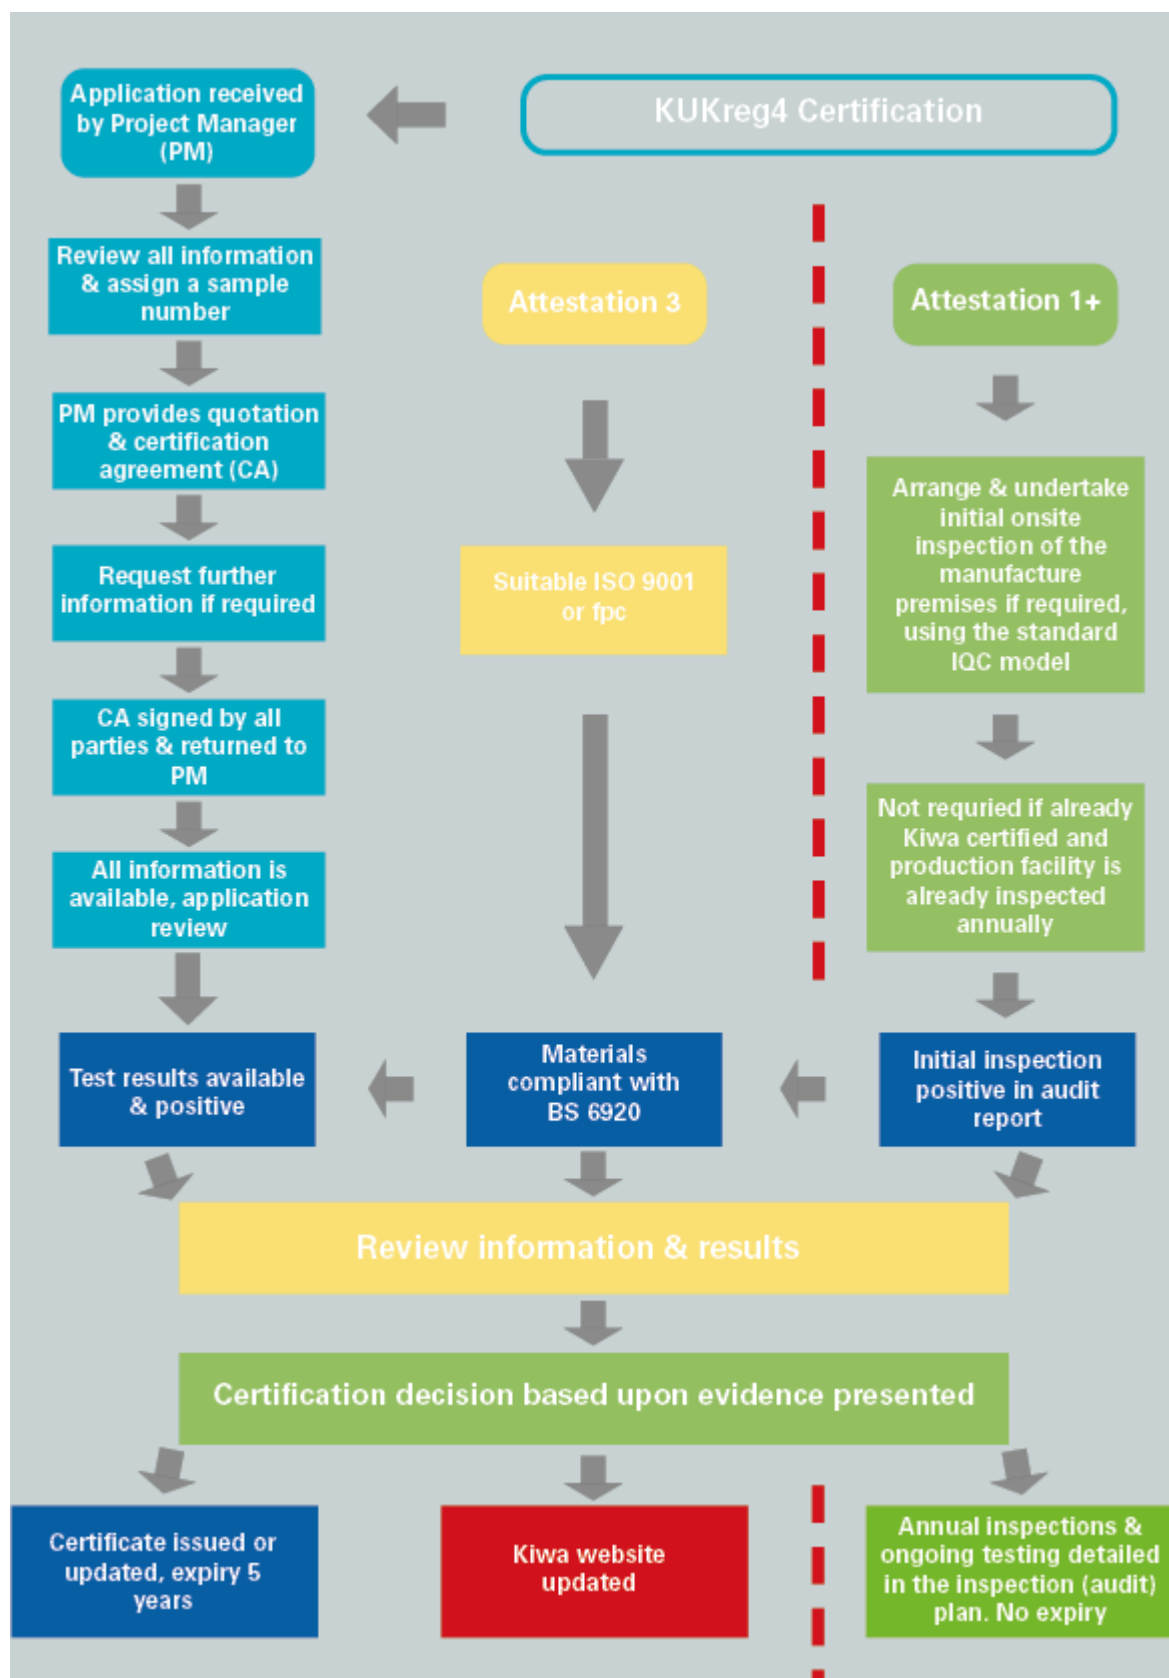 KUKreg4 Certification
Application received
by Project Manager
(PM)
Review all information
& assign a sample
number
PM provides quotation
& certification
agreement (CA)
Request further
information if required
CA signed by all
parties & returned to
PM
All information is
available, application
review
Attestation 3
Suitable ISO 9001
or fpc
Attestation 1+
Arrange & undertake
initial onsite
inspection of the
manufacture
premises if required,
using the standard
IQC model
Not requried if already
Kiwa certified and
production facility is
already inspected
annually
Test results available
& positive
Materials
compliant with
BS 6920
Initial inspection
positive in audit
report
Review information & results
Certification decision based upon evidence presented
Certificate issued or
updated, expiry 5
years
Kiwa website
updated
Annual inspections &
ongoing testing detailed
in the inspection (audit)
plan. No expiry